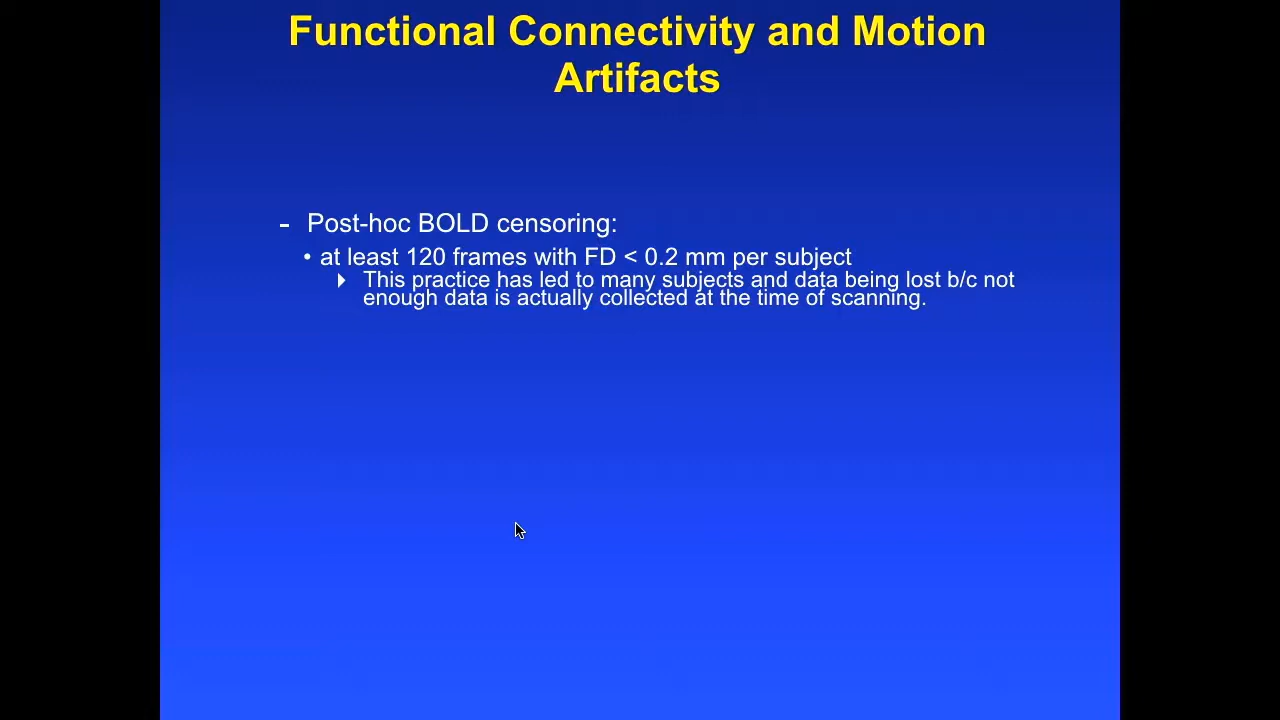 Functional Connectivity and Motion
Artifacts
- Post-hoc BOLD censoring:
• at least 120 frames with FD < 0.2 mm per subject
This practice has led to many subjects and data being lost b/c not
enough data is actually collected at the time of scanning.